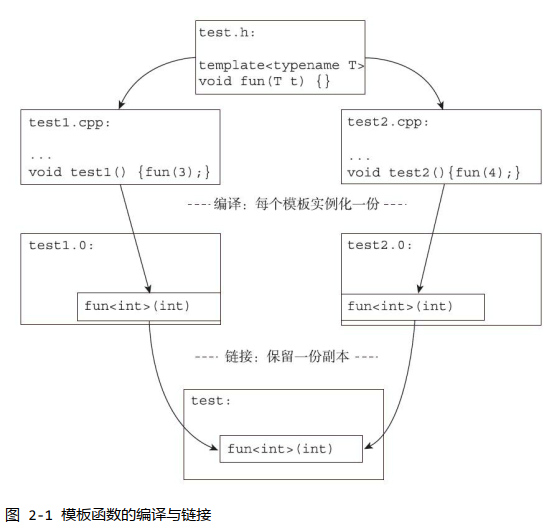 test.h:
template<typename T>
void fun(T t) {}
test1.cpp:
...
void test1() {fun(3);}
test2.cpp:
...
void test2(){fun(4);}
编译：每个模板实例化一份
test1.0:
fun<int>(int)
test2.0:
fun<int>(int)
链接：保留一份副本
test:
fun<int>(int)
图 2-1 模板函数的编译与链接